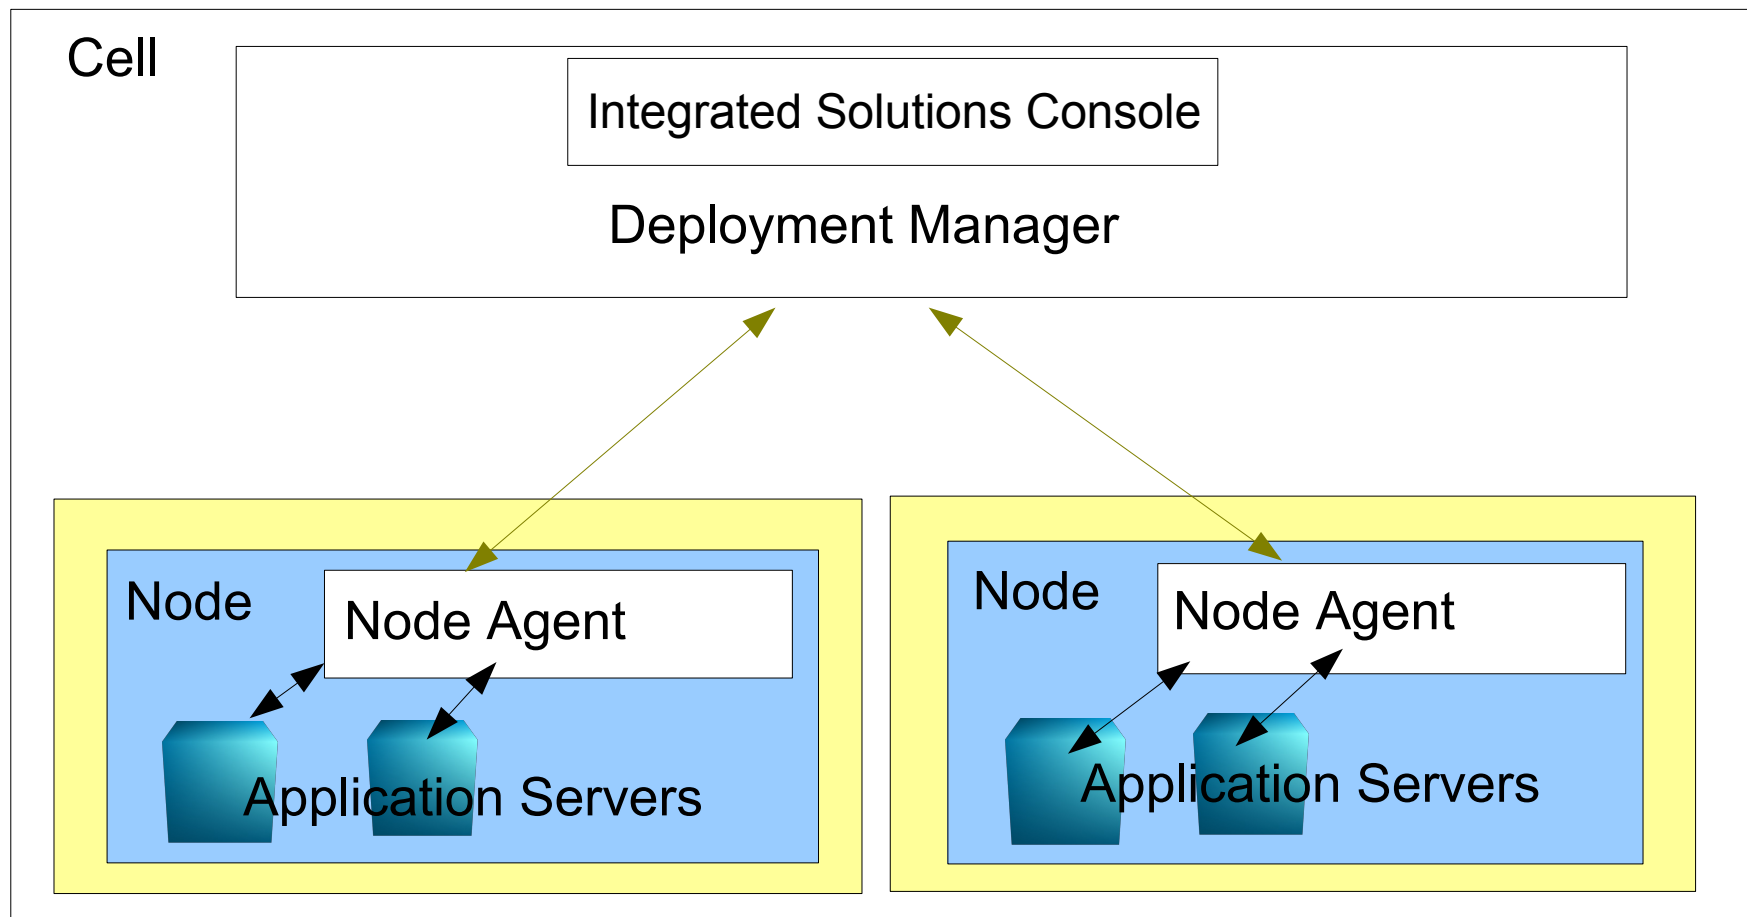 Cell
Integrated Solutions Console
Deployment Manager
Node
Node Agent
Application Servers
Node
Node Agent
Application Servers